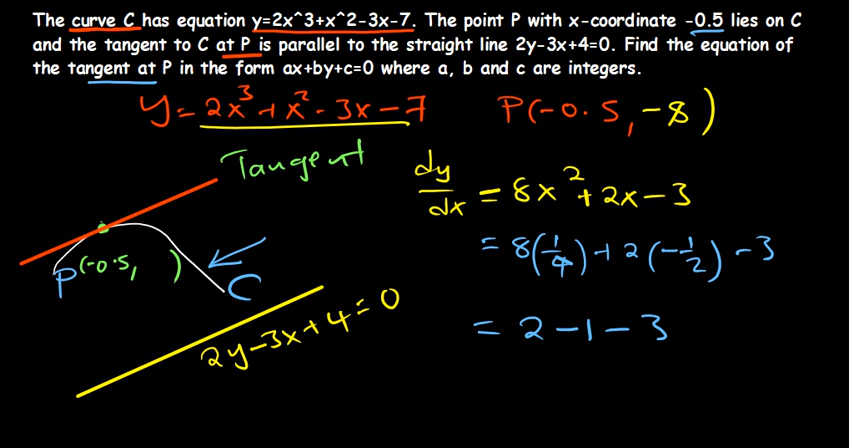 The curve C has equation y=2x^3+x^2-3x-7. The point P with x-coordinate -0.5 lies on C
and the tangent to C at P is parallel to the straight line 2y-3x+4=0. Find the equation of
the tangent at P in the form ax+by+c=0 where a, b and c are integers.
y = 2x³+x²-3x-7
P(-0.5, -8)
Tangent
dy/dx = 8x²+2x-3
= 8(1/4)+2(-1/2)-3
P(-0.5, )
C
2y-3x+4=0
= 2-1-3